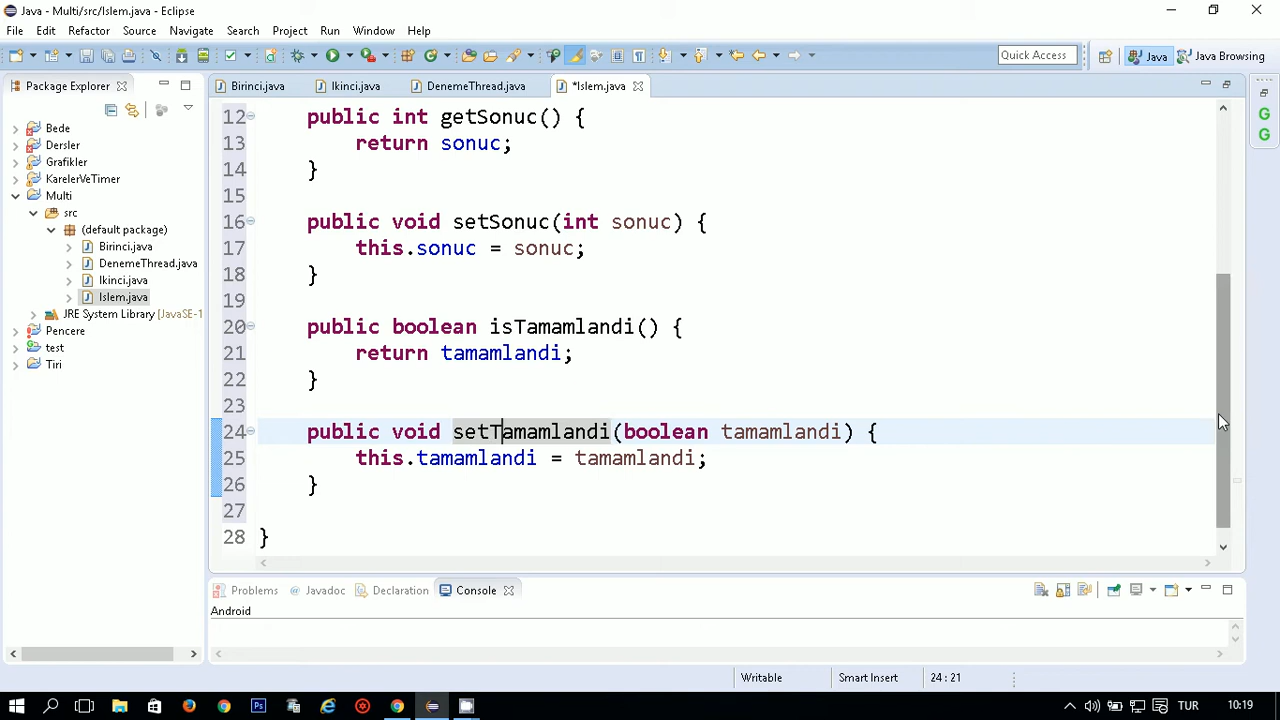 Java - Multi/src/Islem.java - Eclipse
File Edit Refactor Source Navigate Search Project Run Window Help
Quick Access Java Java Browsing
Package Explorer
Bede
Dersler
Grafikler
KarelerVeTimer
Multi
src
(default package)
Birinci.java
DenemeThread.java
Ikinci.java
Islem.java
JRE System Library [JavaSE-1
Pencere
test
Tiri
Birinci.java Ikinci.java DenemeThread.java *Islem.java
12 public int getSonuc() {
13 return sonuc;
14 }
15
16 public void setSonuc(int sonuc) {
17 this.sonuc = sonuc;
18 }
19
20 public boolean isTamamlandi() {
21 return tamamlandi;
22 }
23
24 public void setTamamlandi(boolean tamamlandi) {
25 this.tamamlandi = tamamlandi;
26 }
27
28 }
Problems @ Javadoc Declaration Console
Android
Writable Smart Insert 24 : 21
TUR 10:19